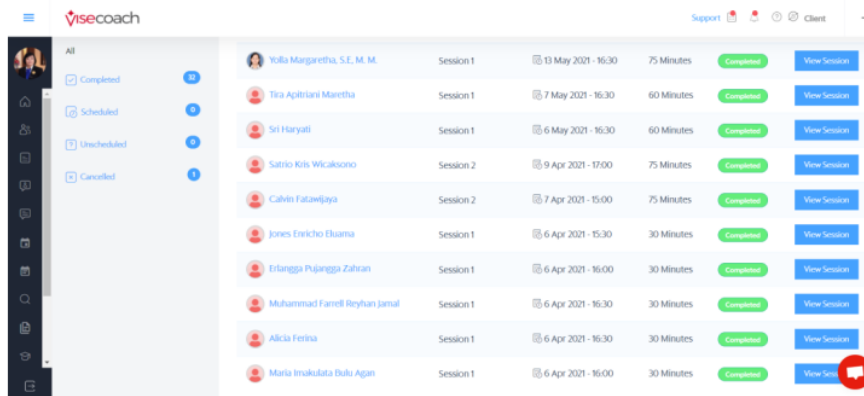 Visecoach
Support
Client
All
Completed 32
Scheduled 0
Unscheduled 0
Cancelled 1
Yolla Margaretha, S.E, M. M. Session 1 13 May 2021 - 16:30 75 Minutes Completed View Session
Tira Apitriani Maretha Session 1 7 May 2021 - 16:30 60 Minutes Completed View Session
Sri Haryati Session 1 6 May 2021 - 16:30 60 Minutes Completed View Session
Satrio Kris Wicaksono Session 2 9 Apr 2021 - 17:00 75 Minutes Completed View Session
Calvin Fatawijaya Session 2 7 Apr 2021 - 15:00 75 Minutes Completed View Session
Jones Enricho Eluama Session 1 6 Apr 2021 - 15:30 30 Minutes Completed View Session
Erlangga Pujangga Zahran Session 1 6 Apr 2021 - 16:00 30 Minutes Completed View Session
Muhammad Farrell Reyhan Jamal Session 1 6 Apr 2021 - 16:30 30 Minutes Completed View Session
Alicia Ferina Session 1 6 Apr 2021 - 16:30 30 Minutes Completed View Session
Maria Imakulata Bulu Agan Session 1 6 Apr 2021 - 16:00 30 Minutes Completed View Sess